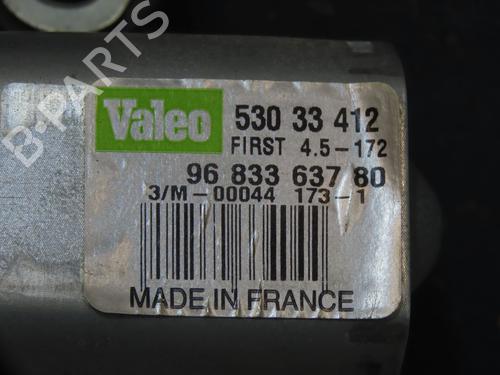 B-PARTS
Valeo
530 33 412
FIRST 4.5-172
96 833 637 80
3/M-00044 173-1
MADE IN FRANCE